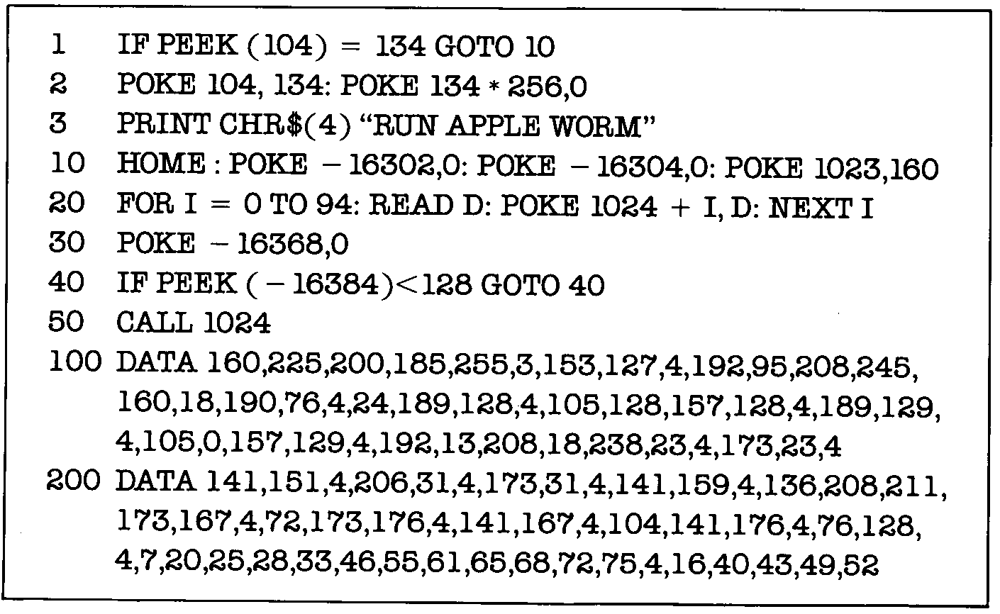 1 IF PEEK (104) = 134 GOTO 10
2 POKE 104, 134: POKE 134 * 256,0
3 PRINT CHR$(4) “RUN APPLE WORM”
10 HOME : POKE – 16302,0: POKE – 16304,0: POKE 1023,160
20 FOR I = 0 TO 94: READ D: POKE 1024 + I, D: NEXT I
30 POKE – 16368,0
40 IF PEEK ( – 16384)<128 GOTO 40
50 CALL 1024
100 DATA 160,225,200,185,255,3,153,127,4,192,95,208,245,
160,18,190,76,4,24,189,128,4,105,128,157,128,4,189,129,
4,105,0,157,129,4,192,13,208,18,238,23,4,173,23,4
200 DATA 141,151,4,206,31,4,173,31,4,141,159,4,136,208,211,
173,167,4,72,173,176,4,141,167,4,104,141,176,4,76,128,
4,7,20,25,28,33,46,55,61,65,68,72,75,4,16,40,43,49,52